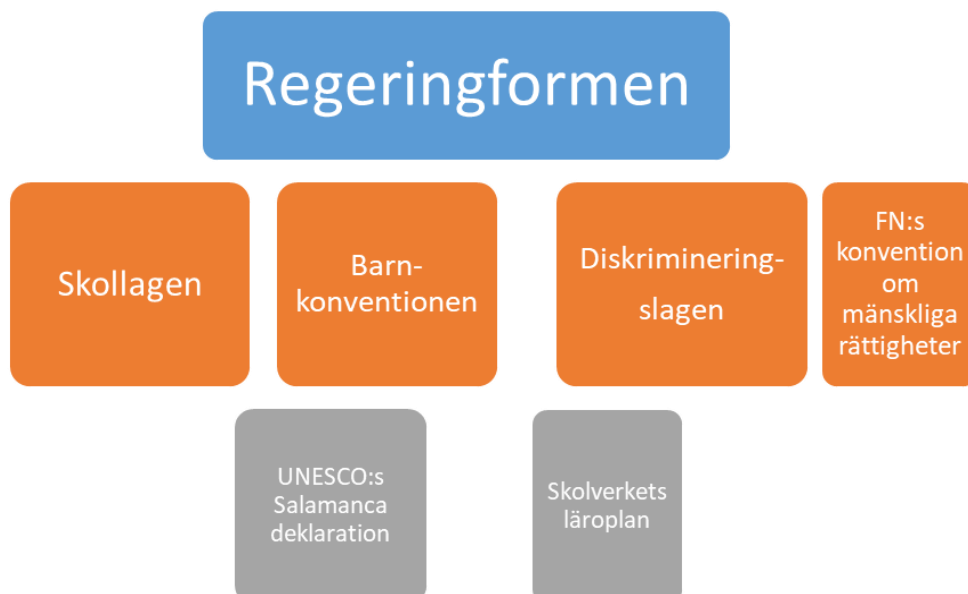 Regeringformen
Skollagen
Barn-
konventionen
Diskriminering-
slagen
FN:s
konvention
om
mänskliga
rättigheter
UNESCO:s
Salamanca
deklaration
Skolverkets
läroplan